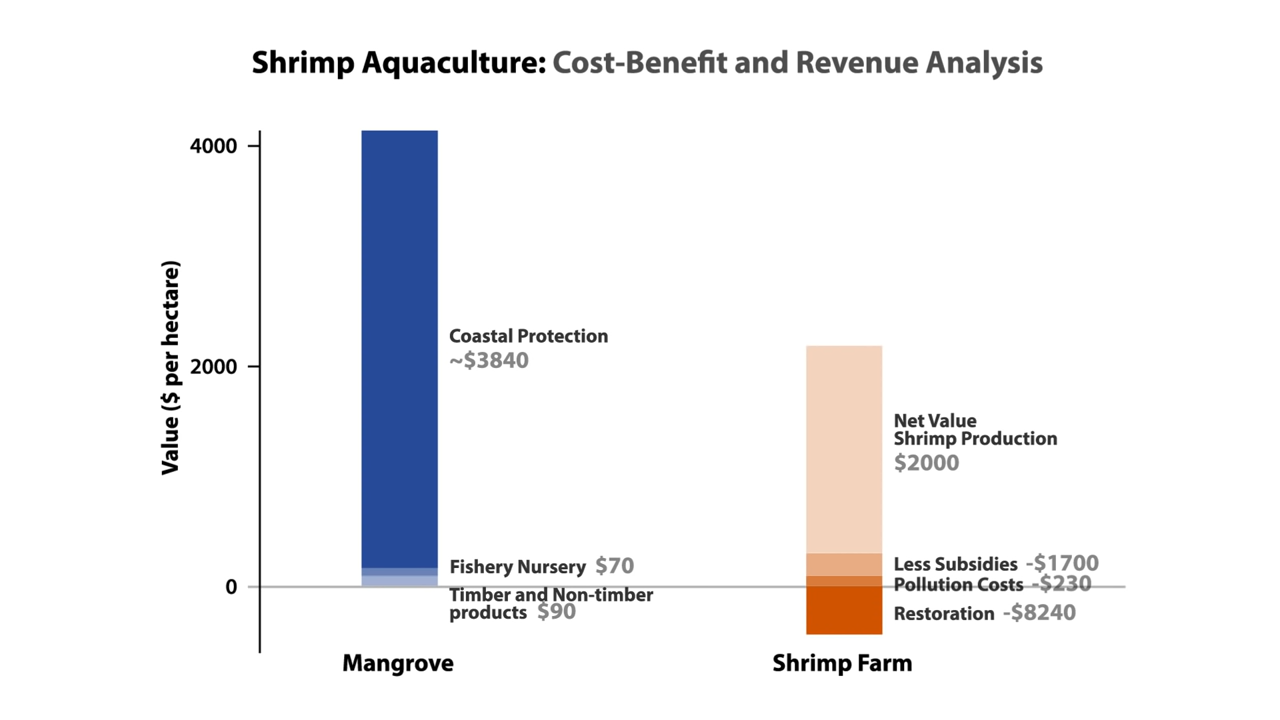 Shrimp Aquaculture: Cost-Benefit and Revenue Analysis
4000
2000
0
Value ($ per hectare)
Coastal Protection
~$3840
Fishery Nursery $70
Timber and Non-timber
products $90
Mangrove
Net Value
Shrimp Production
$2000
Less Subsidies -$1700
Pollution Costs -$230
Restoration -$8240
Shrimp Farm